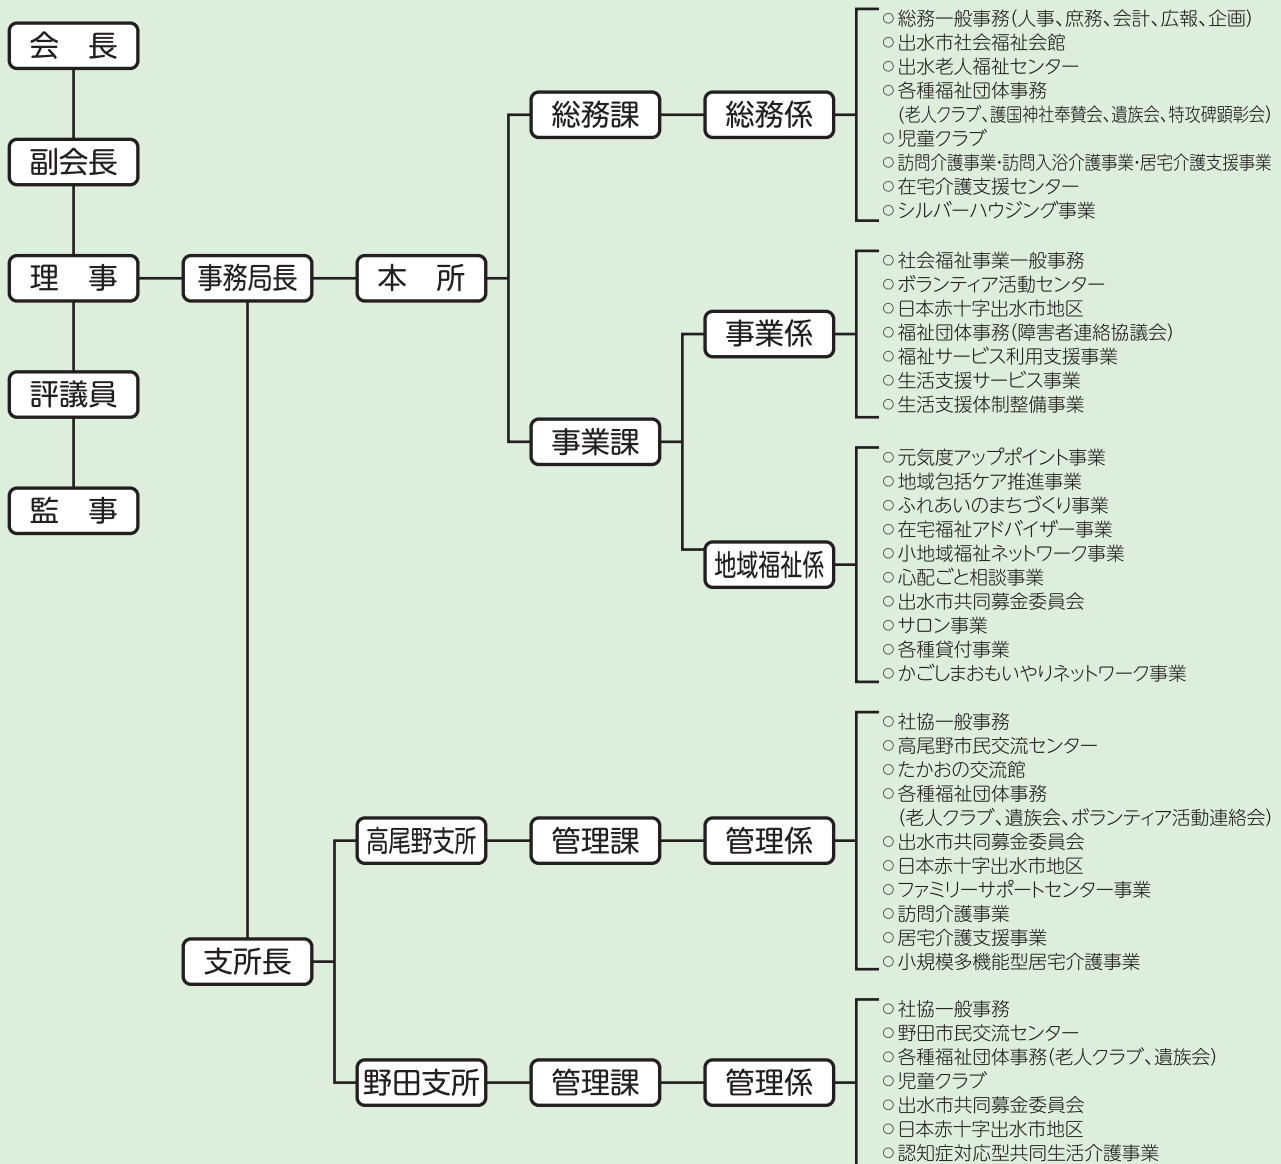 会　長
副会長
理　事
評議員
監　事
事務局長
本　所
総務課
総務係
○総務一般事務(人事、庶務、会計、広報、企画)
○出水市社会福祉会館
○出水老人福祉センター
○各種福祉団体事務
(老人クラブ、護国神社奉賛会、遺族会、特攻碑顕彰会)
○児童クラブ
○訪問介護事業・訪問入浴介護事業・居宅介護支援事業
○在宅介護支援センター
○シルバーハウジング事業
事業課
事業係
○社会福祉事業一般事務
○ボランティア活動センター
○日本赤十字出水市地区
○福祉団体事務(障害者連絡協議会)
○福祉サービス利用支援事業
○生活支援サービス事業
○生活支援体制整備事業
地域福祉係
○元気度アップポイント事業
○地域包括ケア推進事業
○ふれあいのまちづくり事業
○在宅福祉アドバイザー事業
○小地域福祉ネットワーク事業
○心配ごと相談事業
○出水市共同募金委員会
○サロン事業
○各種貸付事業
○かごしまおもいやりネットワーク事業
支所長
高尾野支所
管理課
管理係
○社協一般事務
○高尾野市民交流センター
○たかおの交流館
○各種福祉団体事務
(老人クラブ、遺族会、ボランティア活動連絡会)
○出水市共同募金委員会
○日本赤十字出水市地区
○ファミリーサポートセンター事業
○訪問介護事業
○居宅介護支援事業
○小規模多機能型居宅介護事業
野田支所
管理課
管理係
○社協一般事務
○野田市民交流センター
○各種福祉団体事務(老人クラブ、遺族会)
○児童クラブ
○出水市共同募金委員会
○日本赤十字出水市地区
○認知症対応型共同生活介護事業